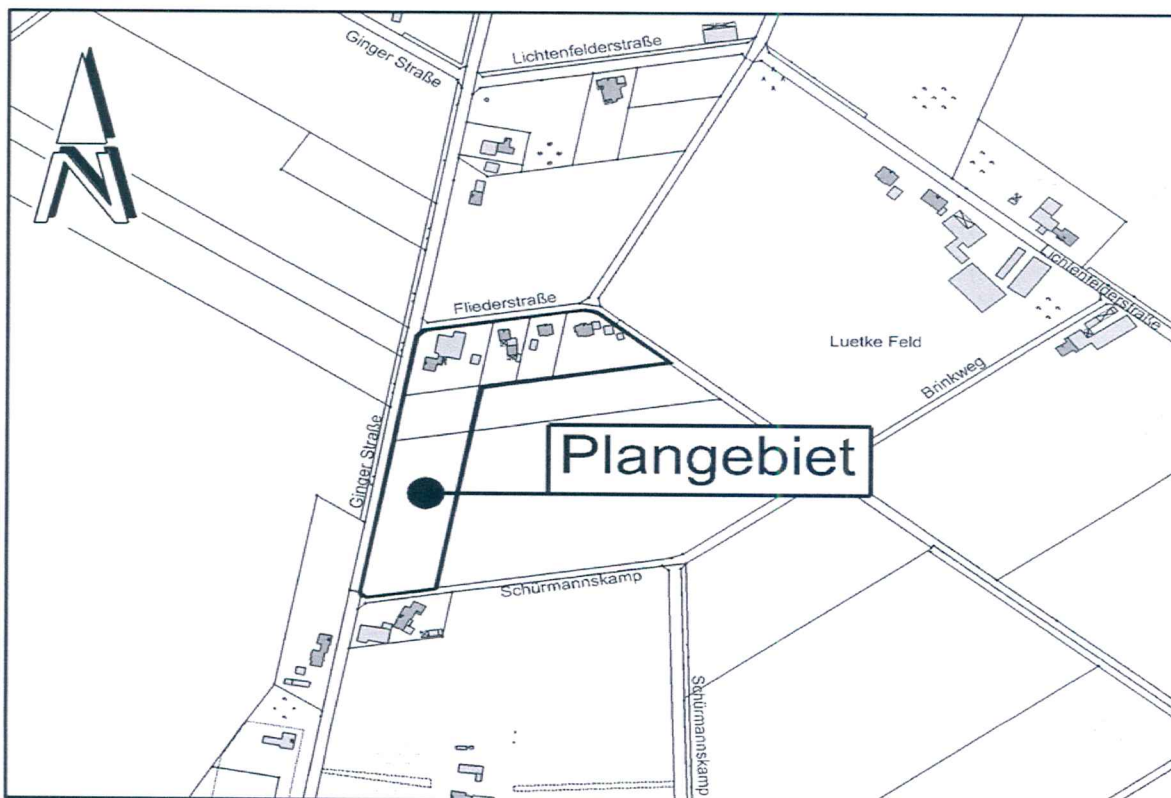 Ginger Straße
Lichtenfelderstraße
N
Fliederstraße
Lichtenfelderstraße
Luetke Feld
Brinkweg
Ginger Straße
Plangebiet
Schürmannskamp
Schürmannskamp